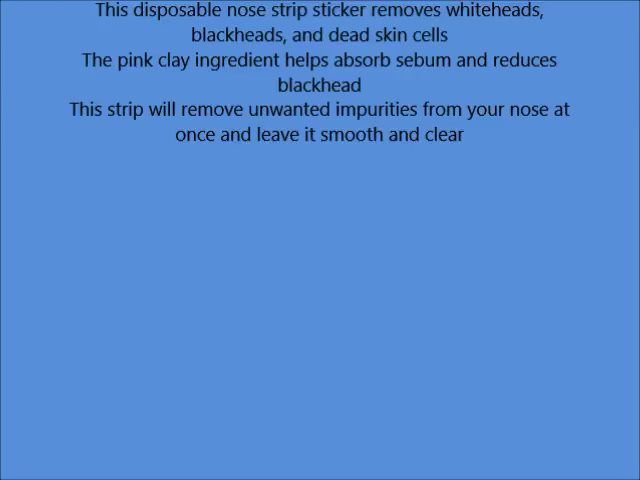 This disposable nose strip sticker removes whiteheads,
blackheads, and dead skin cells
The pink clay ingredient helps absorb sebum and reduces
blackhead
This strip will remove unwanted impurities from your nose at
once and leave it smooth and clear